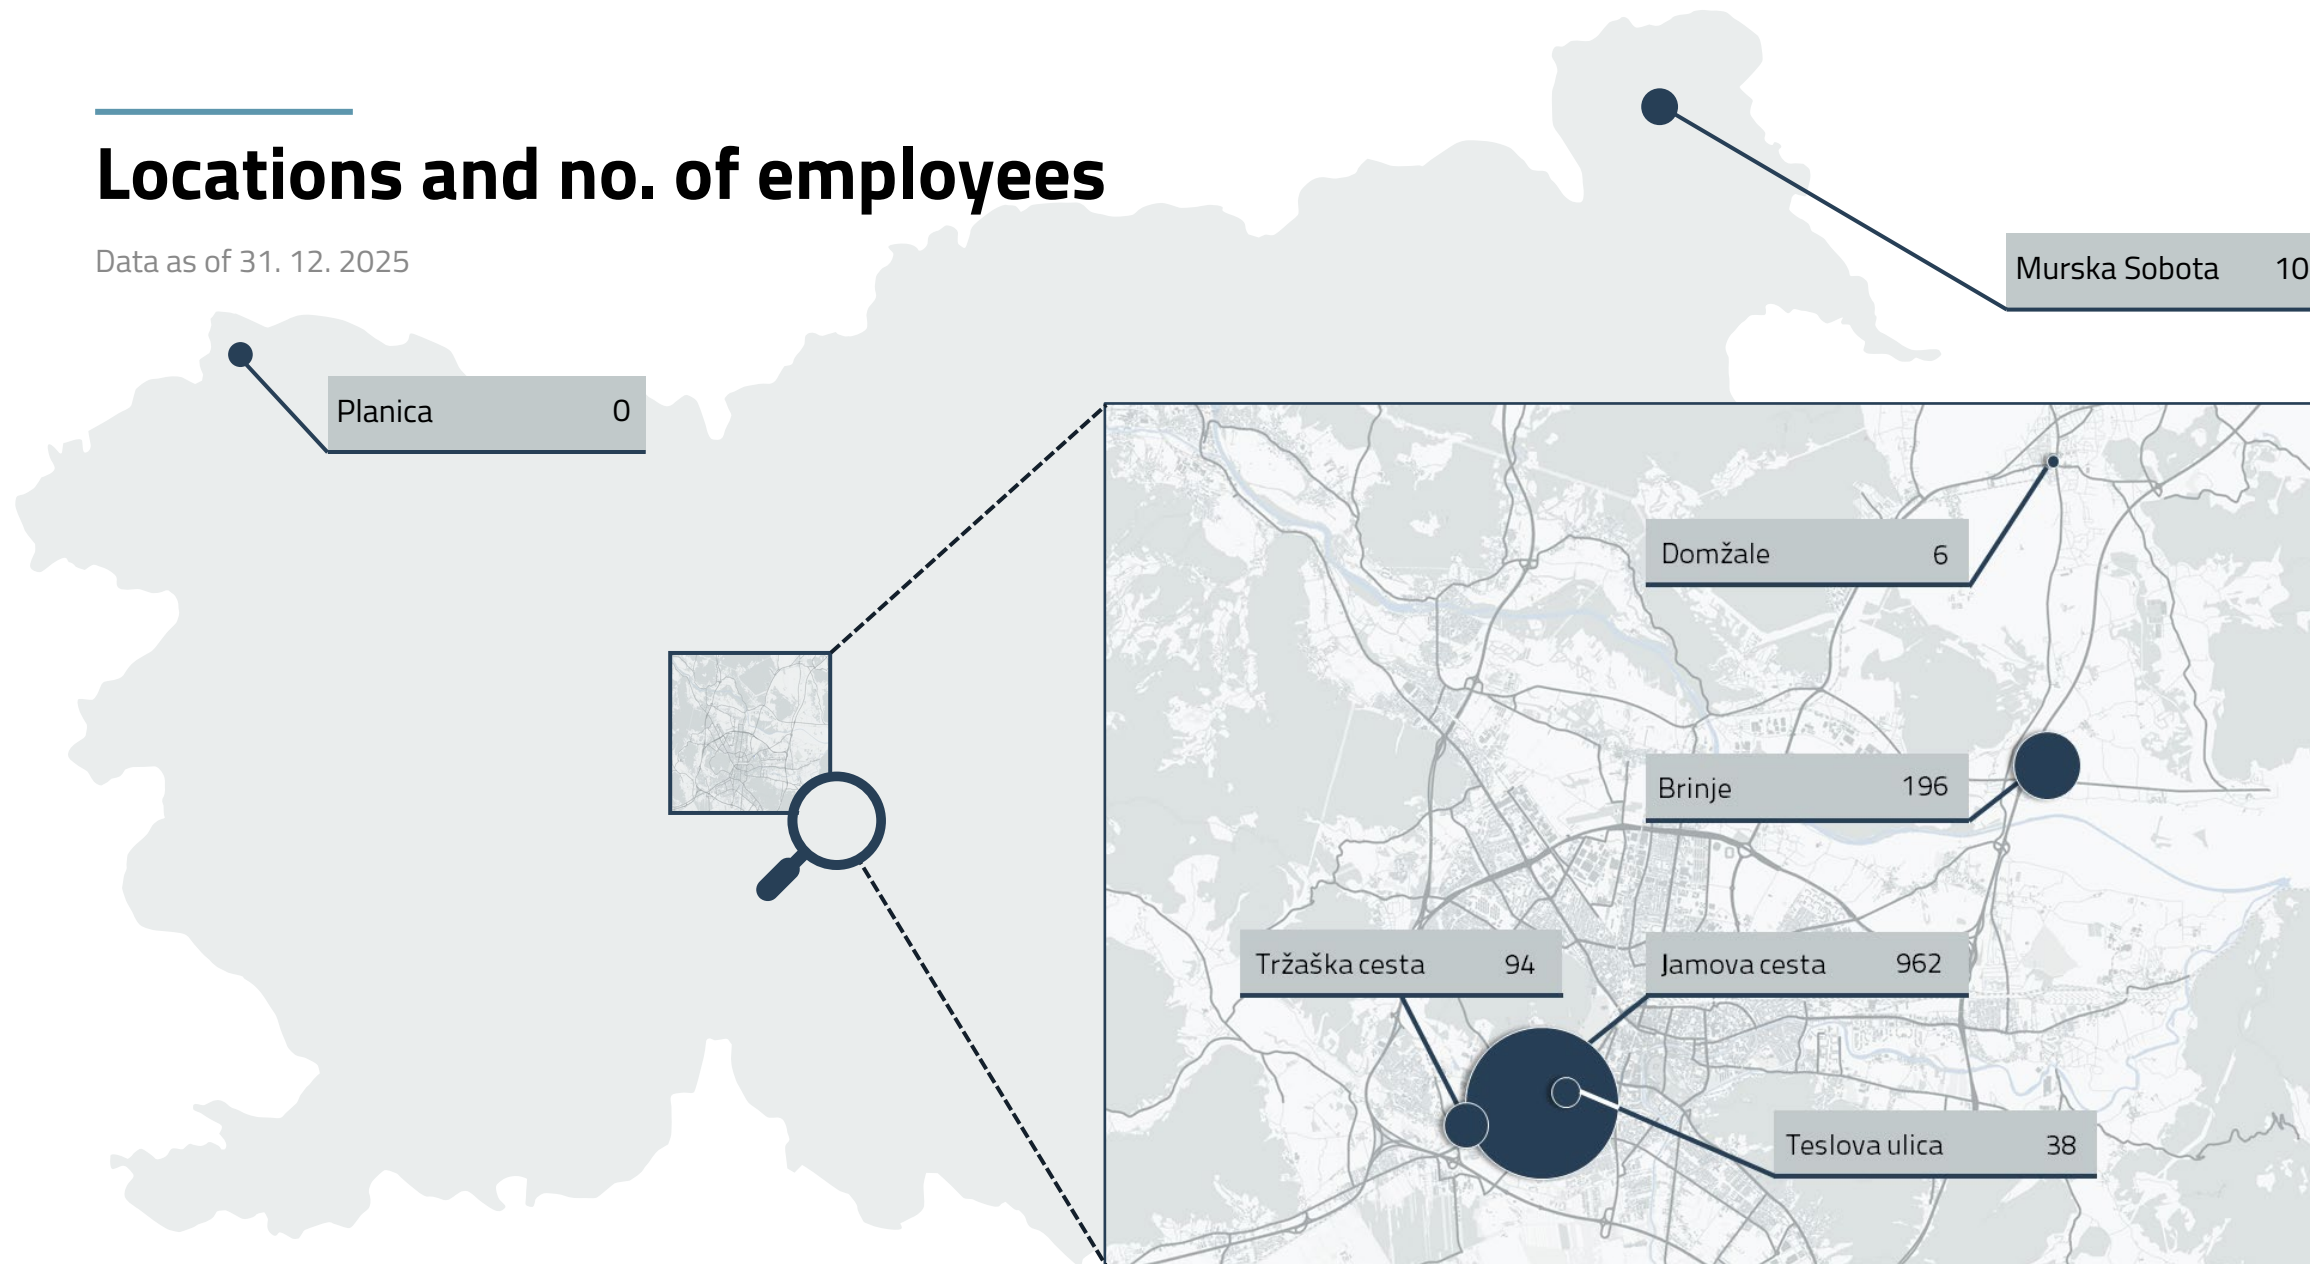 Locations and no. of employees
Data as of 31. 12. 2025
Murska Sobota 10
Planica 0
Domžale 6
Brinje 196
Tržaška cesta 94
Jamova cesta 962
Teslova ulica 38